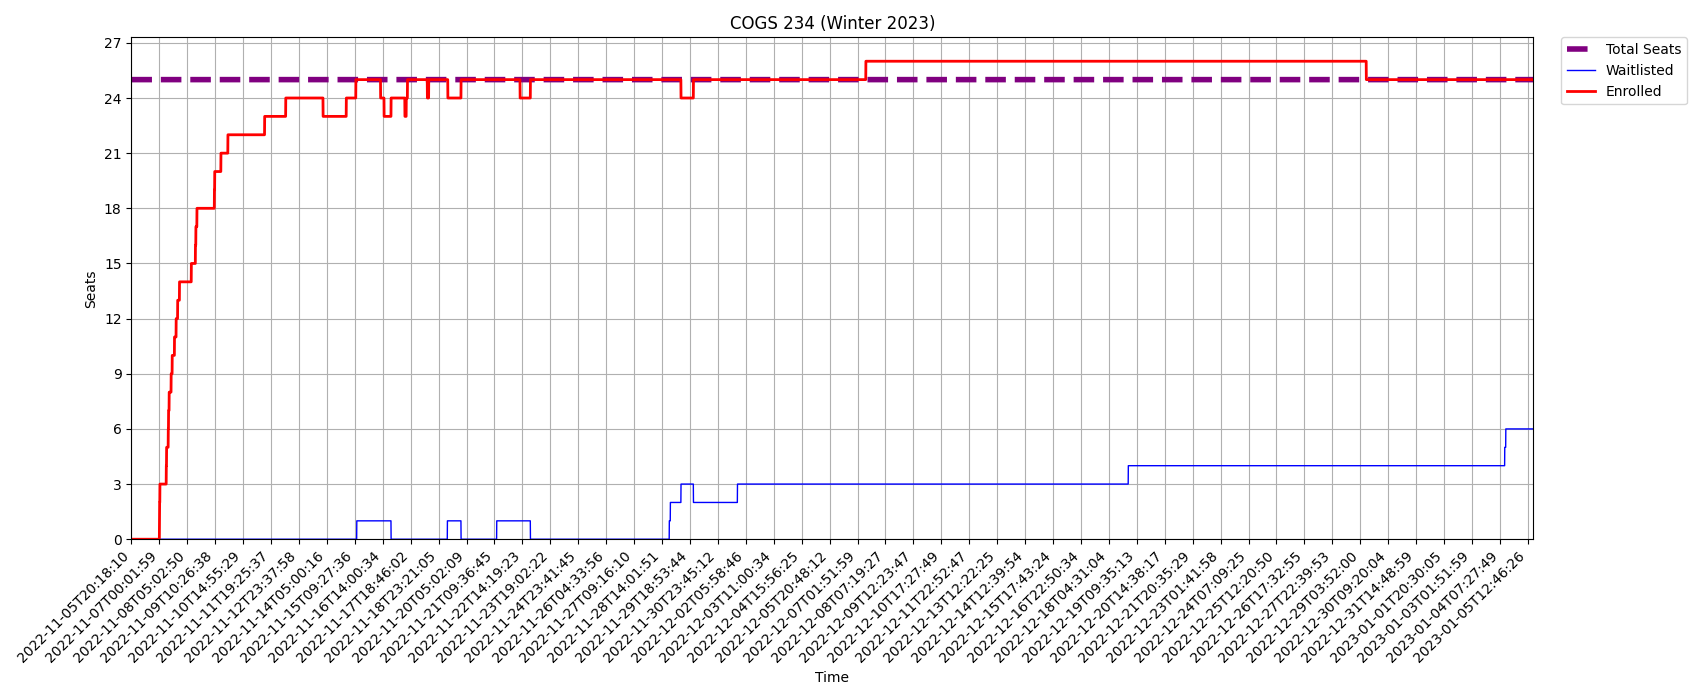 COGS 234 (Winter 2023)
Total Seats
Waitlisted
Enrolled
Seats
27
24
21
18
15
12
9
6
3
0
2022-11-05T20:18:10
2022-11-07T00:01:59
2022-11-08T05:02:50
2022-11-09T10:26:38
2022-11-10T14:55:29
2022-11-11T19:25:37
2022-11-12T23:37:58
2022-11-14T05:00:16
2022-11-15T09:27:36
2022-11-16T14:00:34
2022-11-17T18:46:02
2022-11-18T23:21:05
2022-11-20T05:02:09
2022-11-21T09:36:45
2022-11-22T14:19:23
2022-11-23T19:02:22
2022-11-24T23:41:45
2022-11-26T04:33:56
2022-11-27T09:16:10
2022-11-28T14:01:51
2022-11-29T18:53:44
2022-11-30T23:45:12
2022-12-02T05:58:46
2022-12-03T11:00:34
2022-12-04T15:56:25
2022-12-05T20:48:12
2022-12-07T01:51:59
2022-12-08T07:19:27
2022-12-09T12:23:47
2022-12-10T17:27:49
2022-12-11T22:52:47
2022-12-13T12:22:25
2022-12-14T12:39:54
2022-12-15T17:43:24
2022-12-16T22:50:34
2022-12-18T04:31:04
2022-12-19T09:35:13
2022-12-20T14:38:17
2022-12-21T20:35:29
2022-12-23T01:41:58
2022-12-24T07:09:25
2022-12-25T12:20:50
2022-12-26T17:32:55
2022-12-27T22:39:53
2022-12-29T03:52:00
2022-12-30T09:20:04
2022-12-31T14:48:59
2023-01-01T20:30:05
2023-01-03T01:51:59
2023-01-04T07:27:49
2023-01-05T12:46:26
Time